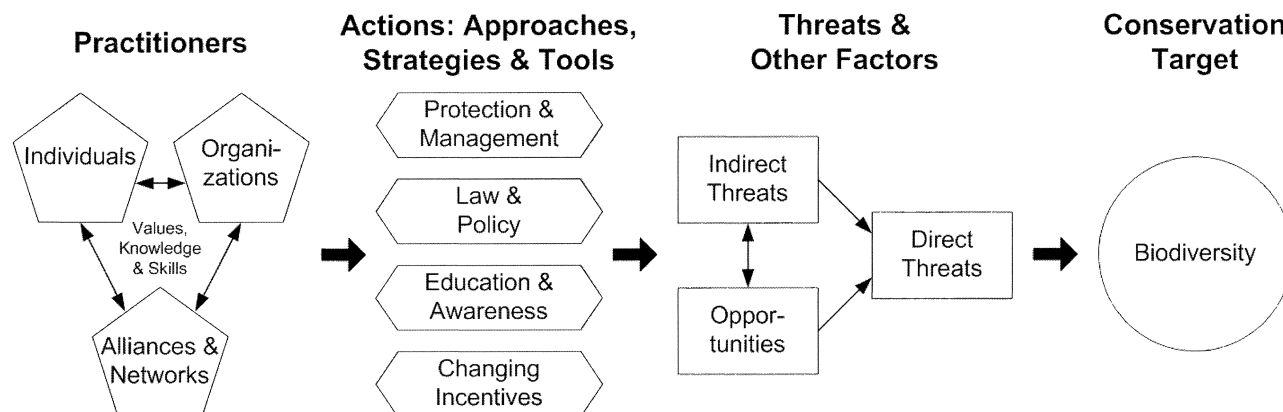 Practitioners
Actions: Approaches,
Strategies & Tools
Threats &
Other Factors
Conservation
Target
Individuals
Organi-
zations
Values,
Knowledge
& Skills
Alliances &
Networks
Protection &
Management
Law &
Policy
Education &
Awareness
Changing
Incentives
Indirect
Threats
Oppor-
tunities
Direct
Threats
Biodiversity